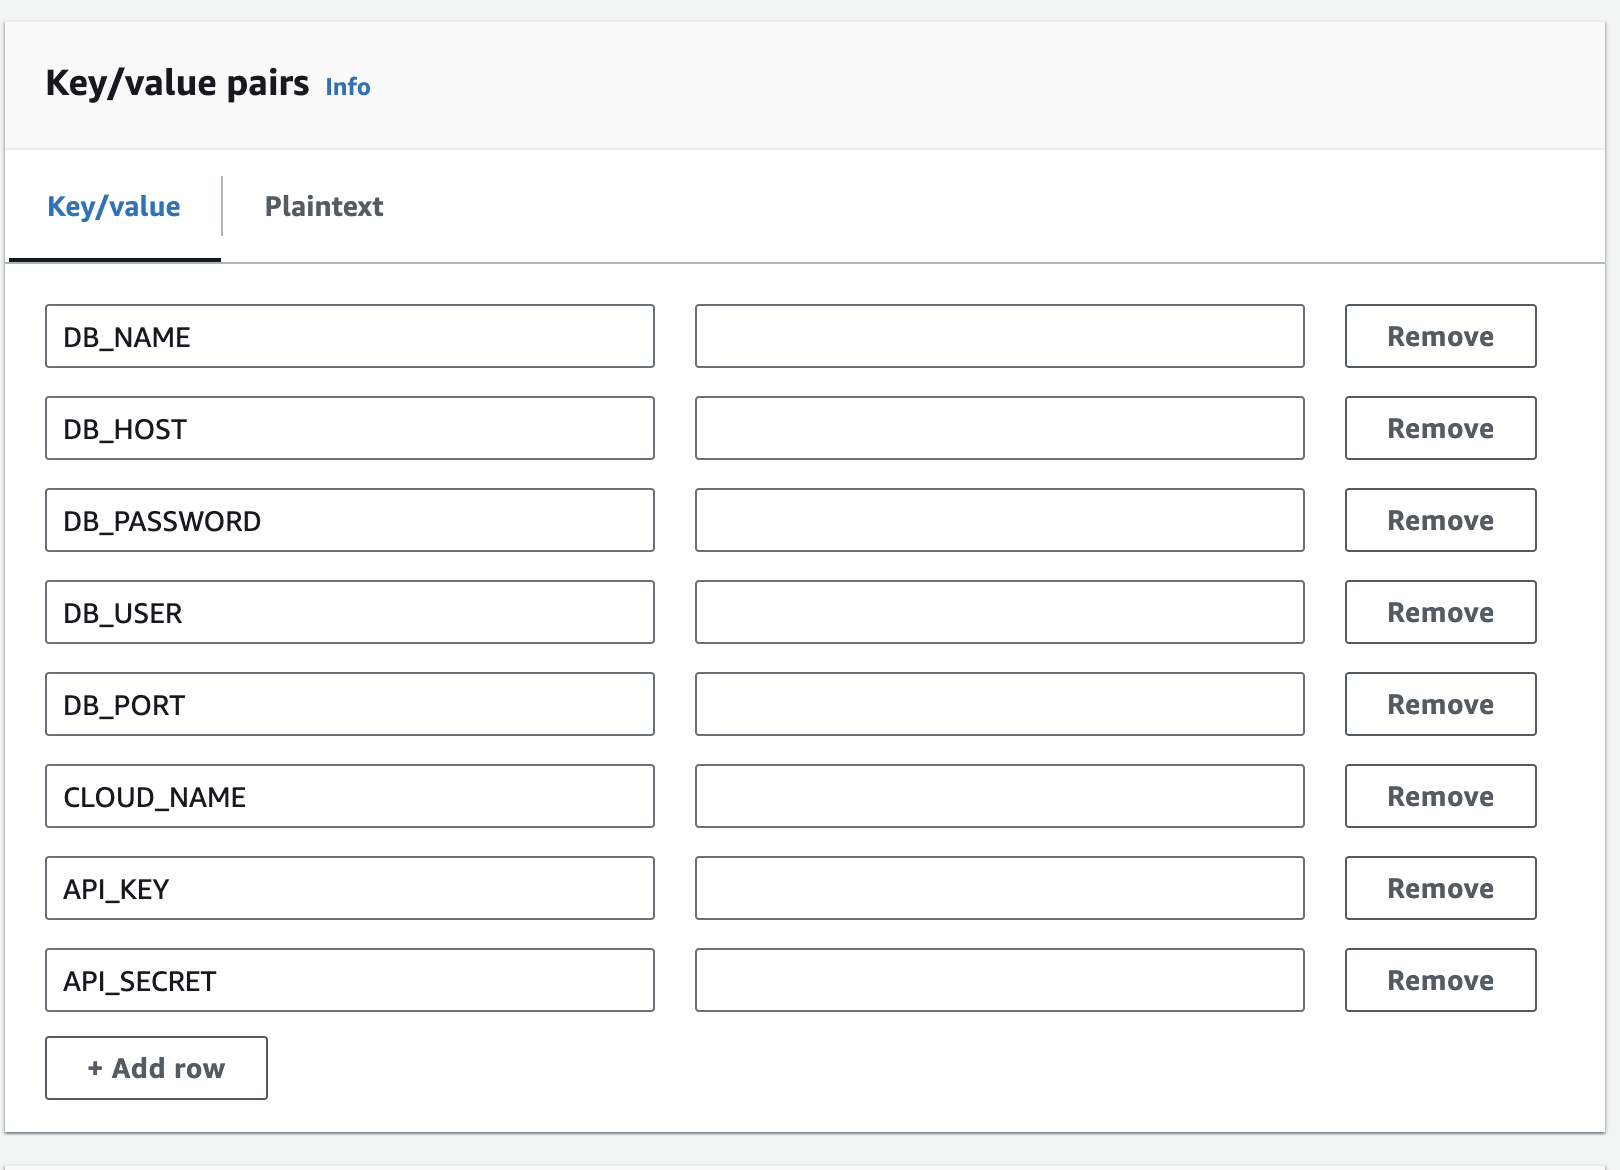 Key/value pairs Info
Key/value Plaintext
DB_NAME Remove
DB_HOST Remove
DB_PASSWORD Remove
DB_USER Remove
DB_PORT Remove
CLOUD_NAME Remove
API_KEY Remove
API_SECRET Remove
+ Add row